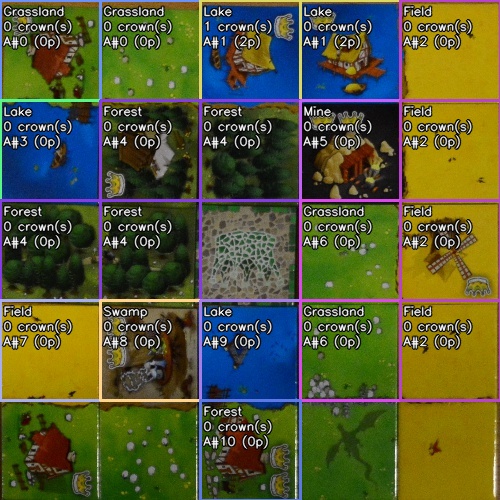 Grassland
0 crown(s)
A#0 (0p)
Grassland
0 crown(s)
A#0 (0p)
Lake
1 crown(s)
A#1 (2p)
Lake
0 crown(s)
A#1 (2p)
Field
0 crown(s)
A#2 (0p)
Lake
0 crown(s)
A#3 (0p)
Forest
0 crown(s)
A#4 (0p)
Forest
0 crown(s)
A#4 (0p)
Mine
0 crown(s)
A#5 (0p)
Field
0 crown(s)
A#2 (0p)
Forest
0 crown(s)
A#4 (0p)
Forest
0 crown(s)
A#4 (0p)
Grassland
0 crown(s)
A#6 (0p)
Field
0 crown(s)
A#2 (0p)
Field
0 crown(s)
A#7 (0p)
Swamp
0 crown(s)
A#8 (0p)
Lake
0 crown(s)
A#9 (0p)
Grassland
0 crown(s)
A#6 (0p)
Field
0 crown(s)
A#2 (0p)
Forest
0 crown(s)
A#10 (0p)